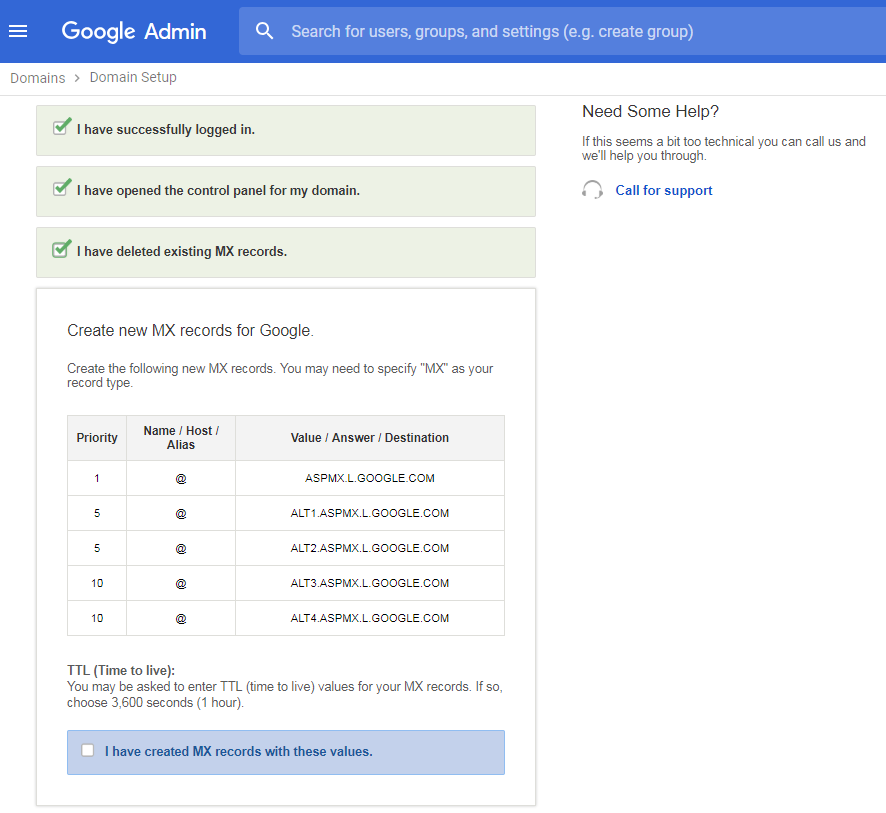 Google Admin
Search for users, groups, and settings (e.g. create group)
Domains > Domain Setup
I have successfully logged in.
I have opened the control panel for my domain.
I have deleted existing MX records.
Create new MX records for Google.
Create the following new MX records. You may need to specify "MX" as your
record type.
Priority Name / Host / Alias Value / Answer / Destination
1 @ ASPMX.L.GOOGLE.COM
5 @ ALT1.ASPMX.L.GOOGLE.COM
5 @ ALT2.ASPMX.L.GOOGLE.COM
10 @ ALT3.ASPMX.L.GOOGLE.COM
10 @ ALT4.ASPMX.L.GOOGLE.COM
TTL (Time to live):
You may be asked to enter TTL (time to live) values for your MX records. If so,
choose 3,600 seconds (1 hour).
I have created MX records with these values.
Need Some Help?
If this seems a bit too technical you can call us and
we'll help you through.
Call for support